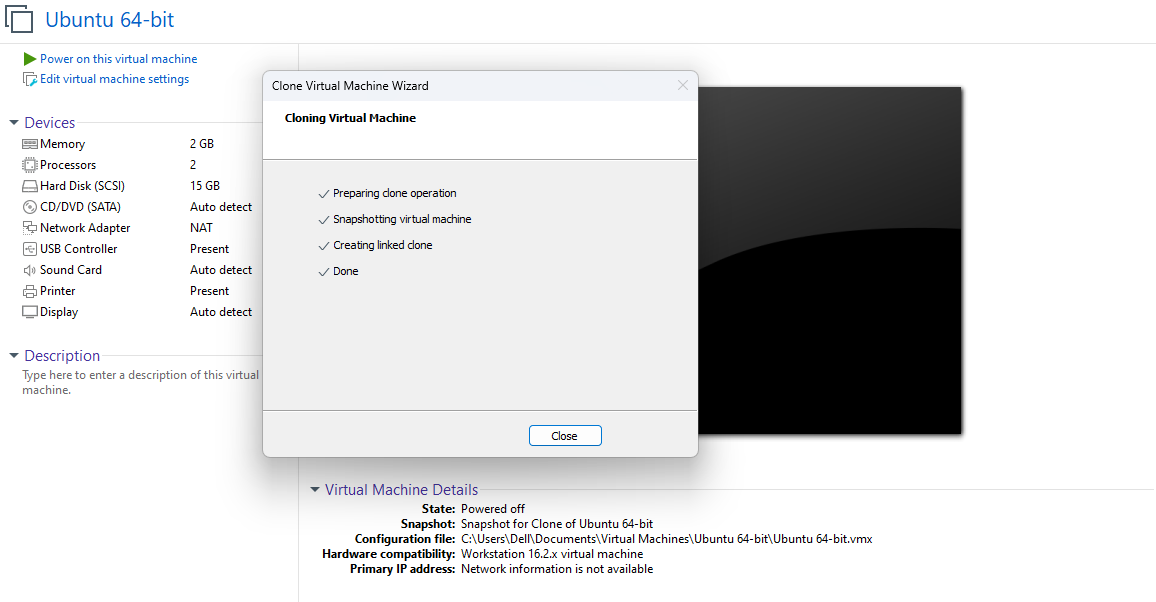 Ubuntu 64-bit
Power on this virtual machine
Edit virtual machine settings
Devices
Memory 2 GB
Processors 2
Hard Disk (SCSI) 15 GB
CD/DVD (SATA) Auto detect
Network Adapter NAT
USB Controller Present
Sound Card Auto detect
Printer Present
Display Auto detect
Description
Type here to enter a description of this virtual
machine.
Clone Virtual Machine Wizard
Cloning Virtual Machine
Preparing clone operation
Snapshotting virtual machine
Creating linked clone
Done
Close
Virtual Machine Details
State: Powered off
Snapshot: Snapshot for Clone of Ubuntu 64-bit
Configuration file: C:\Users\Dell\Documents\Virtual Machines\Ubuntu 64-bit\Ubuntu 64-bit.vmx
Hardware compatibility: Workstation 16.2.x virtual machine
Primary IP address: Network information is not available